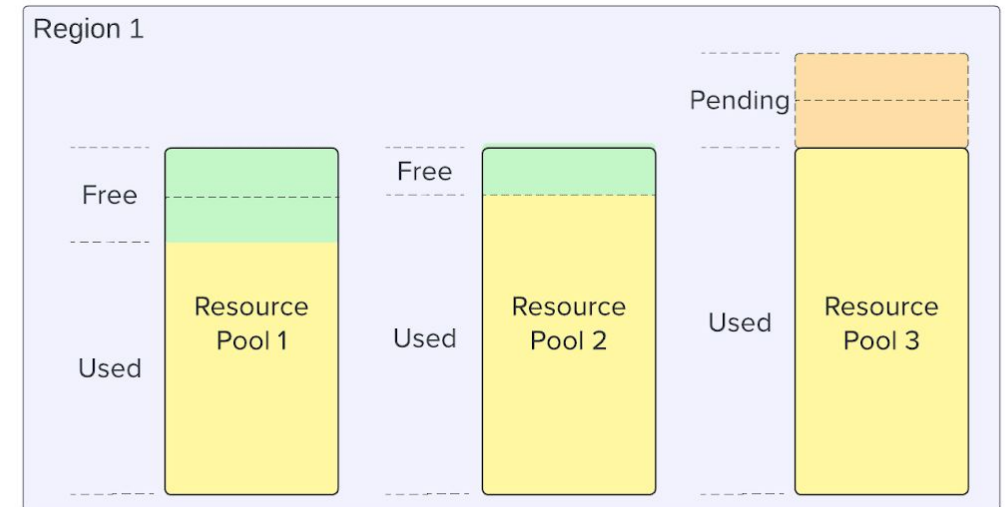 Region 1
Pending
Free
Free
Resource
Pool 1
Resource
Pool 2
Resource
Pool 3
Used
Used
Used